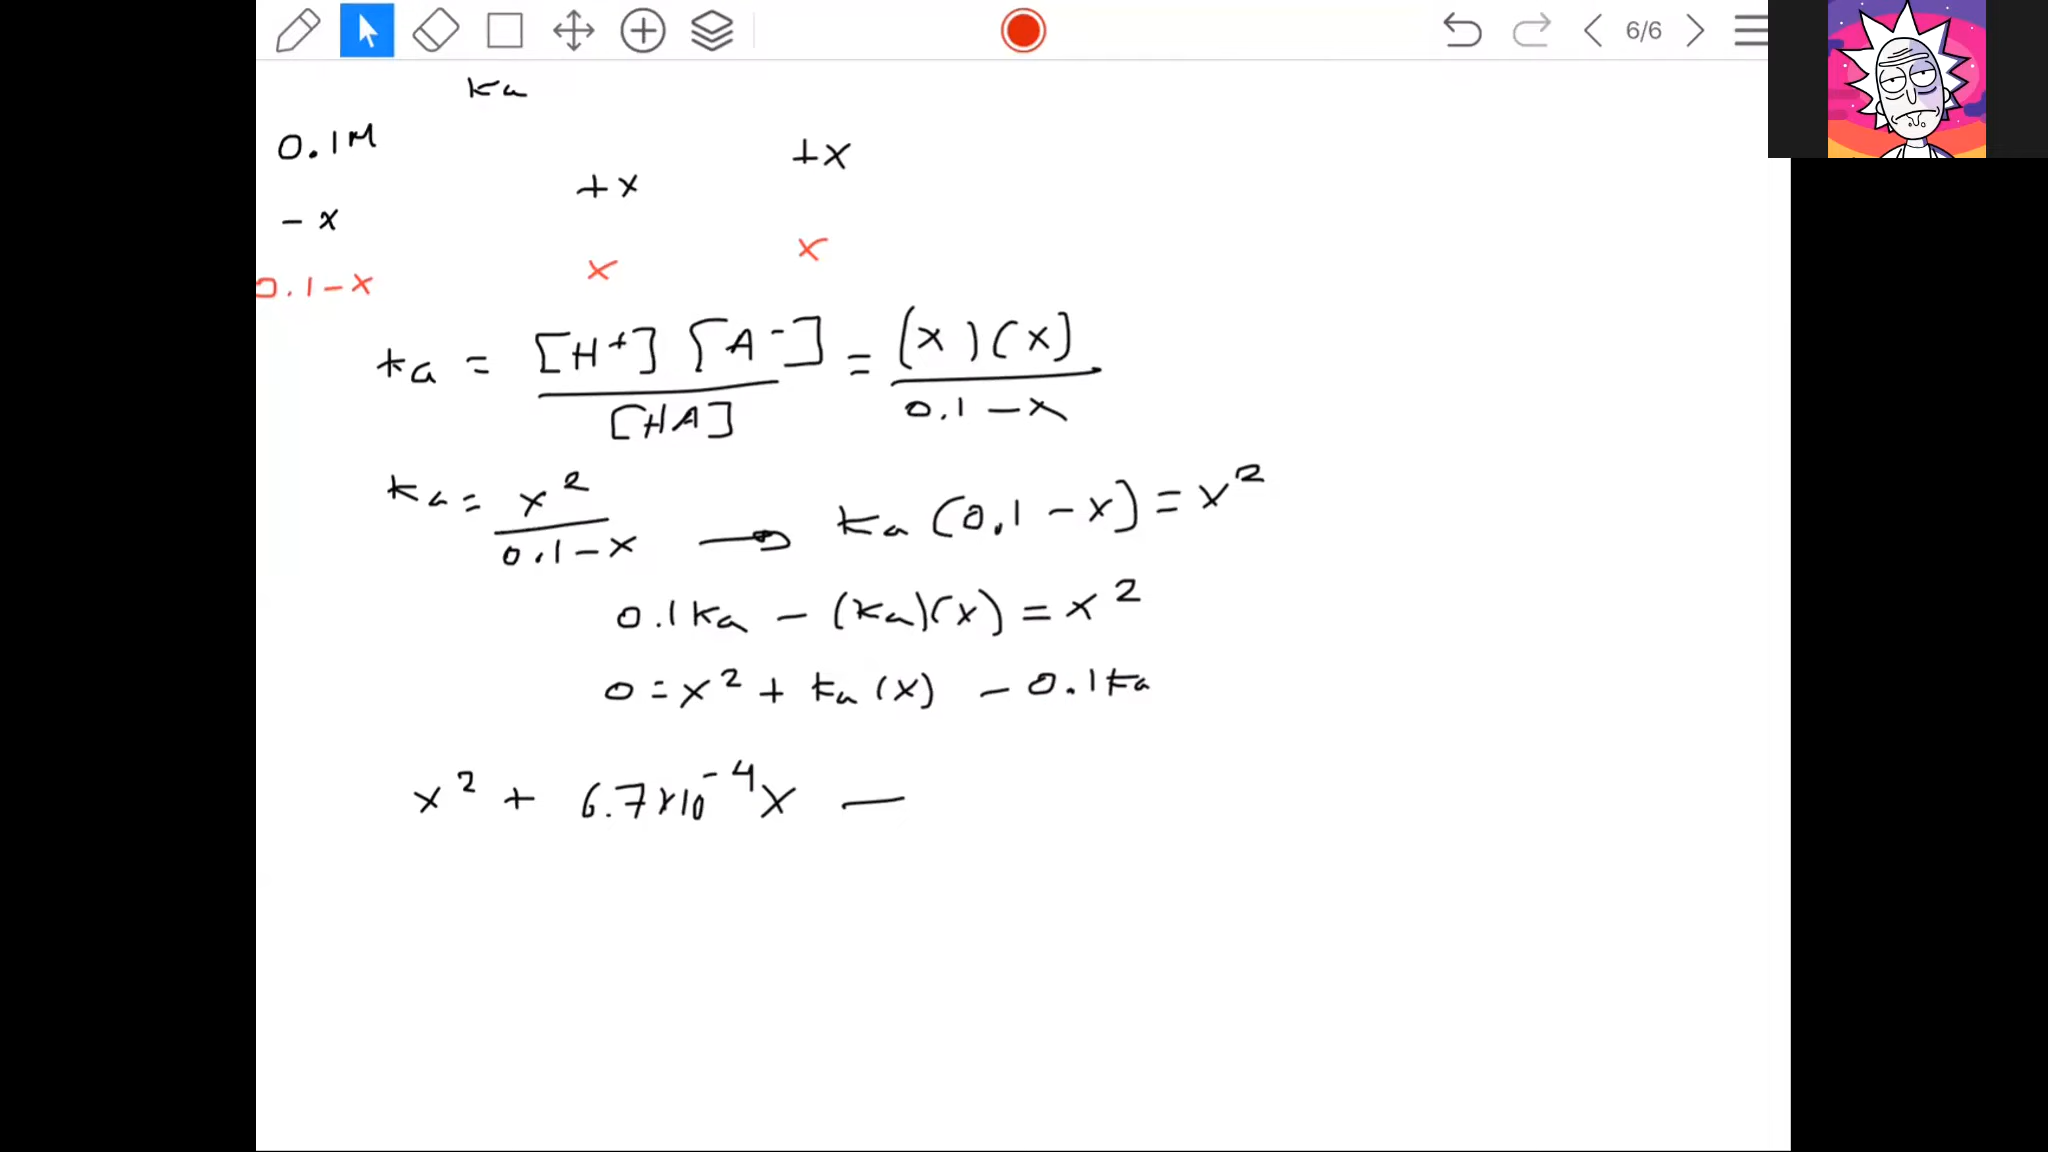 6/6
Ka
0.1M
+x
+x
- x
x
x
0.1-x
Ka = [H+] [A-] / [HA] = (x)(x) / 0.1-x
Ka = x² / 0.1-x → Ka (0.1-x) = x²
0.1Ka - (Ka)(x) = x²
0 = x² + Ka (x) - 0.1Ka
x² + 6.7x10⁻⁴x —